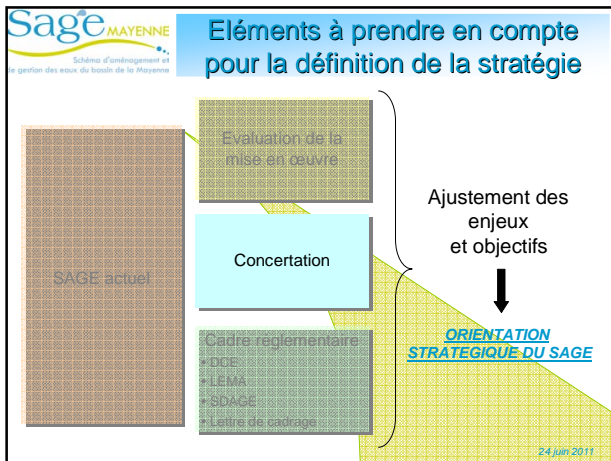 Sage MAYENNE
Schéma d'aménagement et
de gestion des eaux du bassin de la Mayenne
Eléments à prendre en compte
pour la définition de la stratégie
SAGE actuel
Evaluation de la
mise en œuvre
Concertation
Cadre réglementaire
• DCE
• LEMA
• SDAGE
• Lettre de cadrage
Ajustement des
enjeux
et objectifs
ORIENTATION
STRATEGIQUE DU SAGE
24 juin 2011